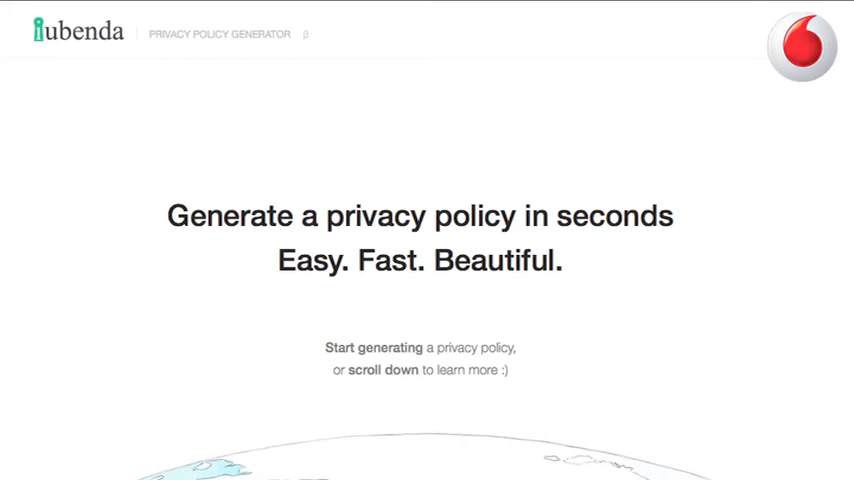 iubenda
PRIVACY POLICY GENERATOR β
Generate a privacy policy in seconds
Easy. Fast. Beautiful.
Start generating a privacy policy,
or scroll down to learn more :)